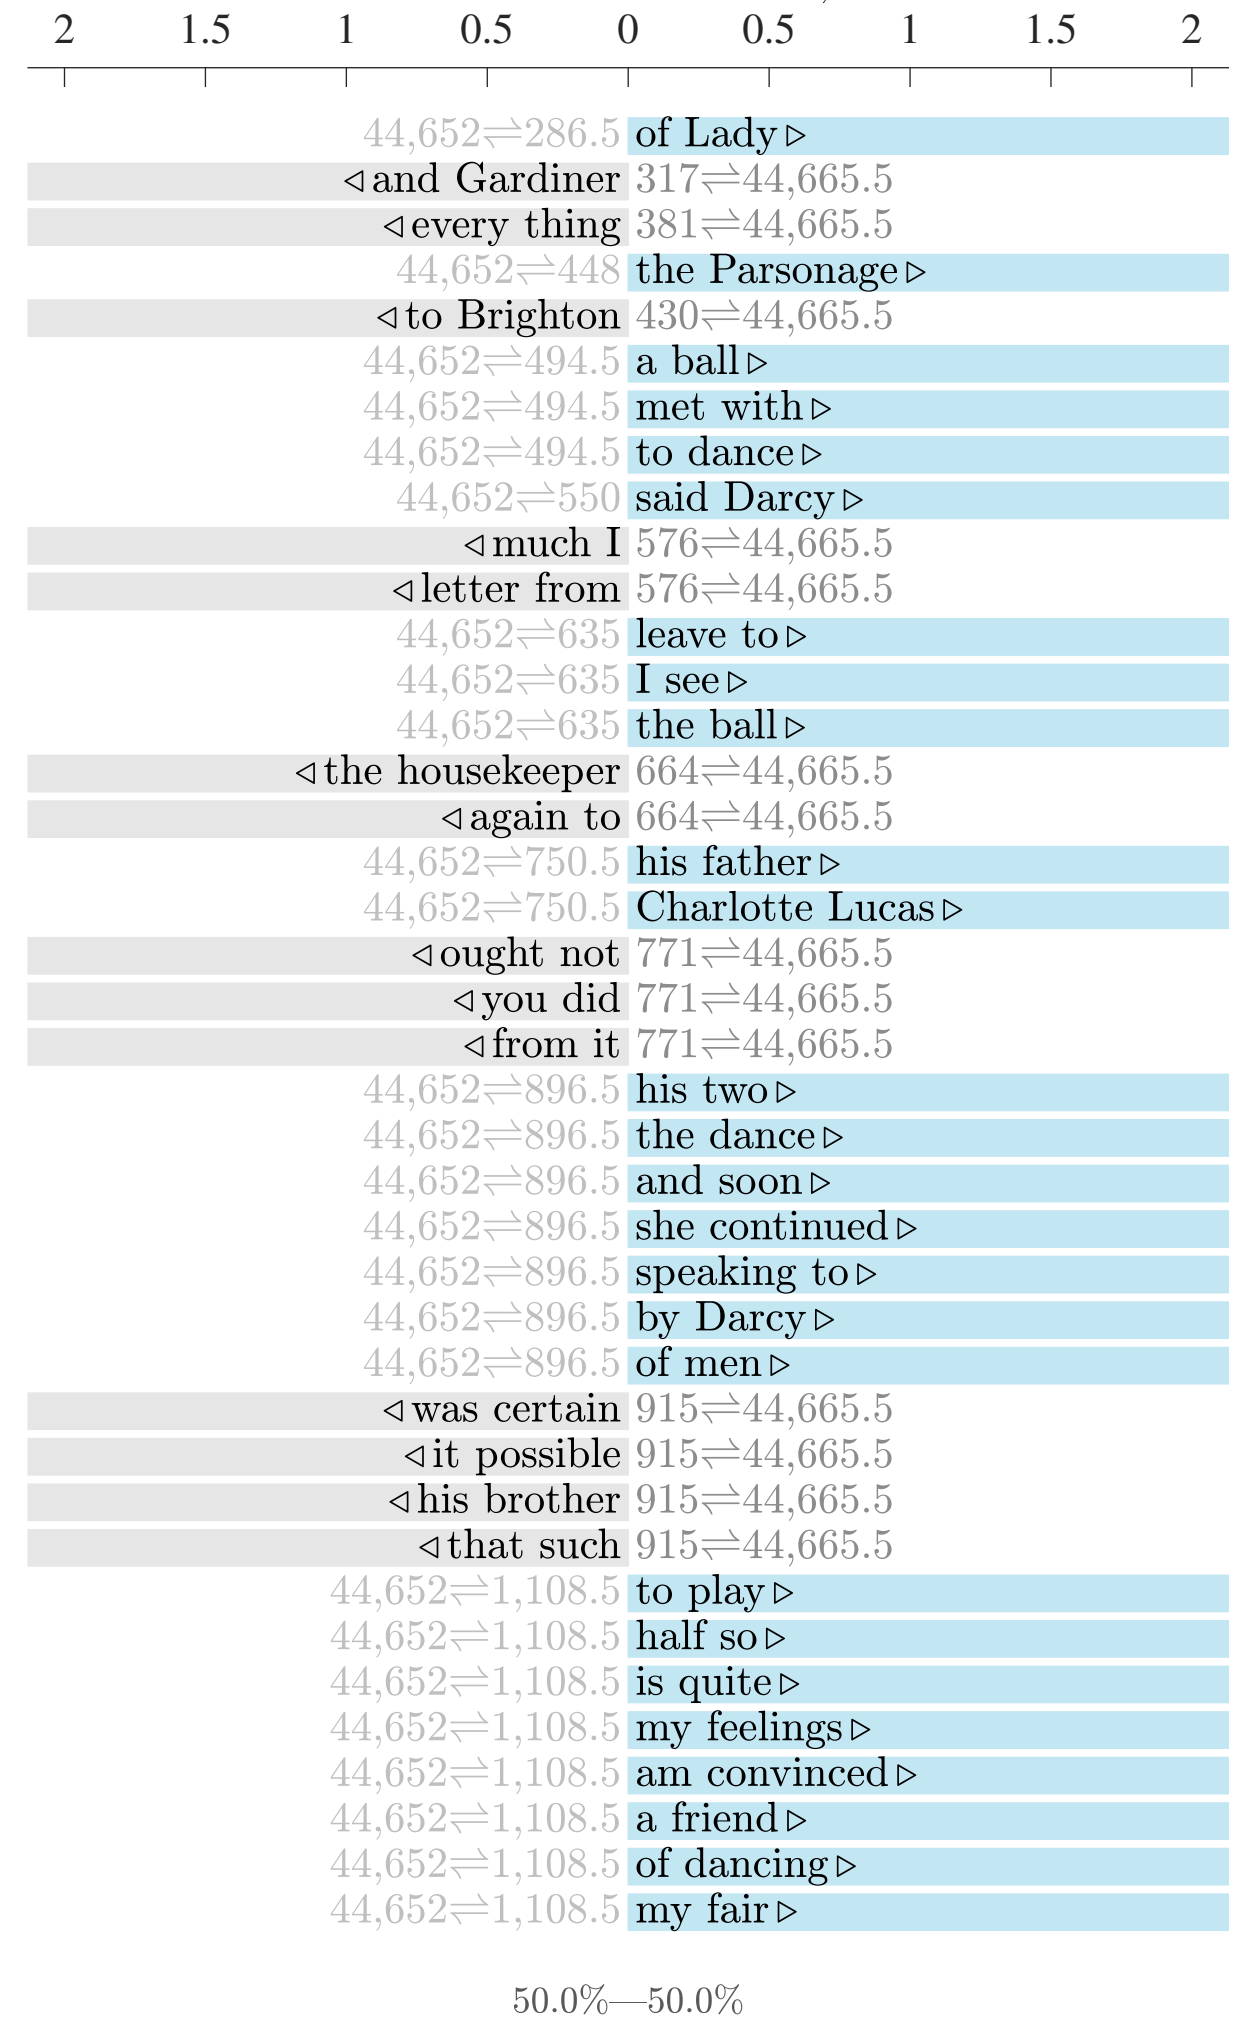 2 1.5 1 0.5 0 0.5 1 1.5 2
44,652⇌286.5 of Lady▷
◁and Gardiner 317⇌44,665.5
◁every thing 381⇌44,665.5
44,652⇌448 the Parsonage▷
◁to Brighton 430⇌44,665.5
44,652⇌494.5 a ball▷
44,652⇌494.5 met with▷
44,652⇌494.5 to dance▷
44,652⇌550 said Darcy▷
◁much I 576⇌44,665.5
◁letter from 576⇌44,665.5
44,652⇌635 leave to▷
44,652⇌635 I see▷
44,652⇌635 the ball▷
◁the housekeeper 664⇌44,665.5
◁again to 664⇌44,665.5
44,652⇌750.5 his father▷
44,652⇌750.5 Charlotte Lucas▷
◁ought not 771⇌44,665.5
◁you did 771⇌44,665.5
◁from it 771⇌44,665.5
44,652⇌896.5 his two▷
44,652⇌896.5 the dance▷
44,652⇌896.5 and soon▷
44,652⇌896.5 she continued▷
44,652⇌896.5 speaking to▷
44,652⇌896.5 by Darcy▷
44,652⇌896.5 of men▷
◁was certain 915⇌44,665.5
◁it possible 915⇌44,665.5
◁his brother 915⇌44,665.5
◁that such 915⇌44,665.5
44,652⇌1,108.5 to play▷
44,652⇌1,108.5 half so▷
44,652⇌1,108.5 is quite▷
44,652⇌1,108.5 my feelings▷
44,652⇌1,108.5 am convinced▷
44,652⇌1,108.5 a friend▷
44,652⇌1,108.5 of dancing▷
44,652⇌1,108.5 my fair▷
50.0%—50.0%